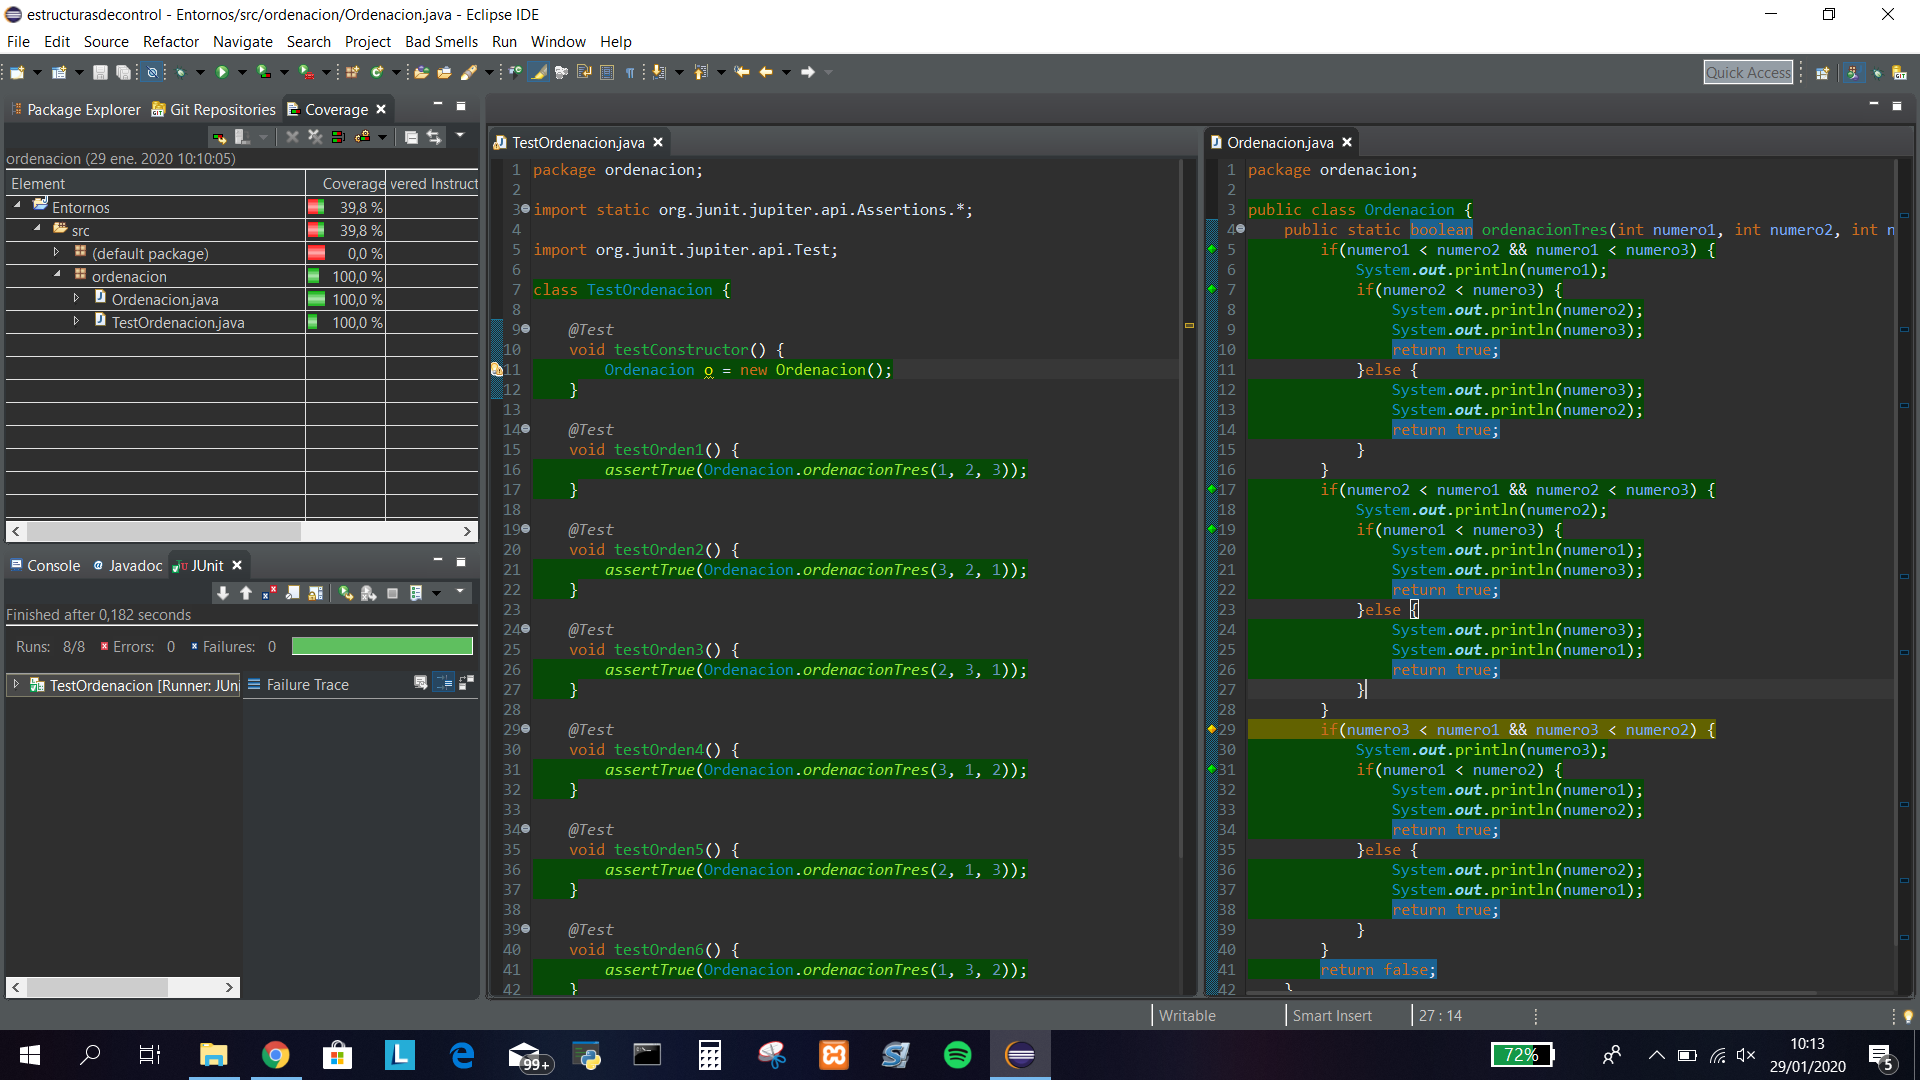 estructurasdecontrol - Entornos/src/ordenacion/Ordenacion.java - Eclipse IDE
File Edit Source Refactor Navigate Search Project Bad Smells Run Window Help
Quick Access
Package Explorer Git Repositories Coverage
ordenacion (29 ene. 2020 10:10:05)
Element Coverage vered Instruct
Entornos 39,8 %
src 39,8 %
(default package) 0,0 %
ordenacion 100,0 %
Ordenacion.java 100,0 %
TestOrdenacion.java 100,0 %
Console Javadoc JUnit
Finished after 0,182 seconds
Runs: 8/8 Errors: 0 Failures: 0
TestOrdenacion [Runner: JUni
Failure Trace
TestOrdenacion.java
1 package ordenacion;
2
3 import static org.junit.jupiter.api.Assertions.*;
4
5 import org.junit.jupiter.api.Test;
6
7 class TestOrdenacion {
8
9 @Test
10 void testConstructor() {
11 Ordenacion o = new Ordenacion();
12 }
13
14 @Test
15 void testOrden1() {
16 assertTrue(Ordenacion.ordenacionTres(1, 2, 3));
17 }
18
19 @Test
20 void testOrden2() {
21 assertTrue(Ordenacion.ordenacionTres(3, 2, 1));
22 }
23
24 @Test
25 void testOrden3() {
26 assertTrue(Ordenacion.ordenacionTres(2, 3, 1));
27 }
28
29 @Test
30 void testOrden4() {
31 assertTrue(Ordenacion.ordenacionTres(3, 1, 2));
32 }
33
34 @Test
35 void testOrden5() {
36 assertTrue(Ordenacion.ordenacionTres(2, 1, 3));
37 }
38
39 @Test
40 void testOrden6() {
41 assertTrue(Ordenacion.ordenacionTres(1, 3, 2));
42 }
Ordenacion.java
1 package ordenacion;
2
3 public class Ordenacion {
4 public static boolean ordenacionTres(int numero1, int numero2, int n
5 if(numero1 < numero2 && numero1 < numero3) {
6 System.out.println(numero1);
7 if(numero2 < numero3) {
8 System.out.println(numero2);
9 System.out.println(numero3);
10 return true;
11 }else {
12 System.out.println(numero3);
13 System.out.println(numero2);
14 return true;
15 }
16 }
17 if(numero2 < numero1 && numero2 < numero3) {
18 System.out.println(numero2);
19 if(numero1 < numero3) {
20 System.out.println(numero1);
21 System.out.println(numero3);
22 return true;
23 }else {
24 System.out.println(numero3);
25 System.out.println(numero1);
26 return true;
27 }
28 }
29 if(numero3 < numero1 && numero3 < numero2) {
30 System.out.println(numero3);
31 if(numero1 < numero2) {
32 System.out.println(numero1);
33 System.out.println(numero2);
34 return true;
35 }else {
36 System.out.println(numero2);
37 System.out.println(numero1);
38 return true;
39 }
40 }
41 return false;
42 }
Writable Smart Insert 27 : 14
99+
72%
10:13
29/01/2020
5